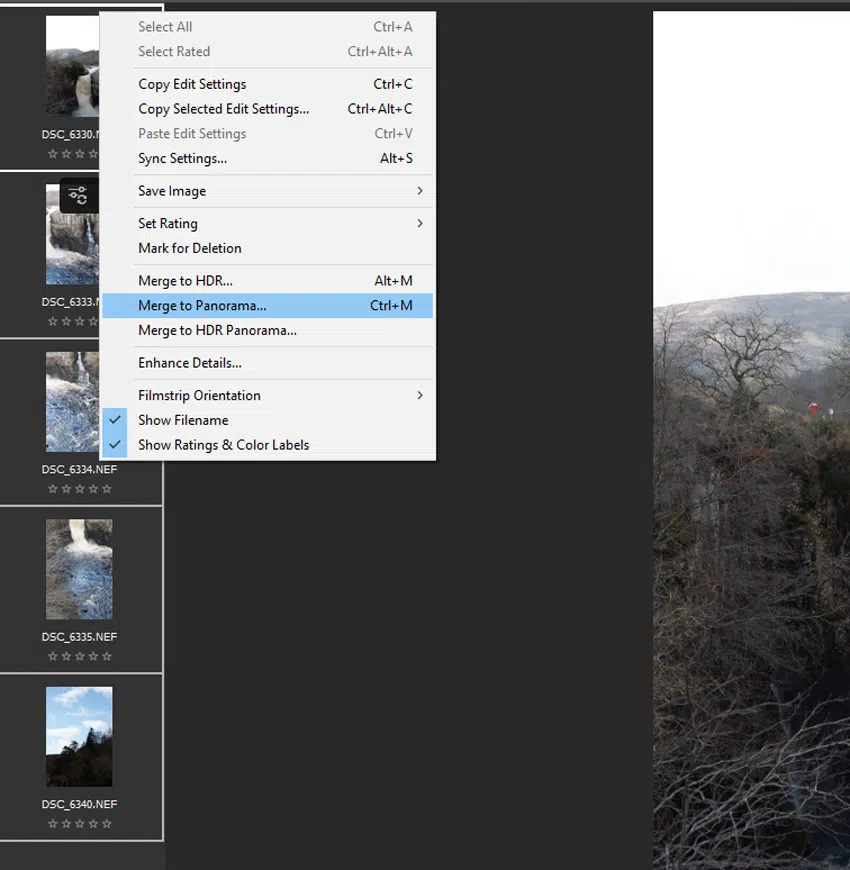 Select All Ctrl+A
Select Rated Ctrl+Alt+A
Copy Edit Settings Ctrl+C
Copy Selected Edit Settings... Ctrl+Alt+C
Paste Edit Settings Ctrl+V
Sync Settings... Alt+S
Save Image
Set Rating
Mark for Deletion
Merge to HDR... Alt+M
Merge to Panorama... Ctrl+M
Merge to HDR Panorama...
Enhance Details...
Filmstrip Orientation
Show Filename
Show Ratings & Color Labels
DSC_6330.N
DSC_6333.N
DSC_6334.NEF
DSC_6335.NEF
DSC_6340.NEF